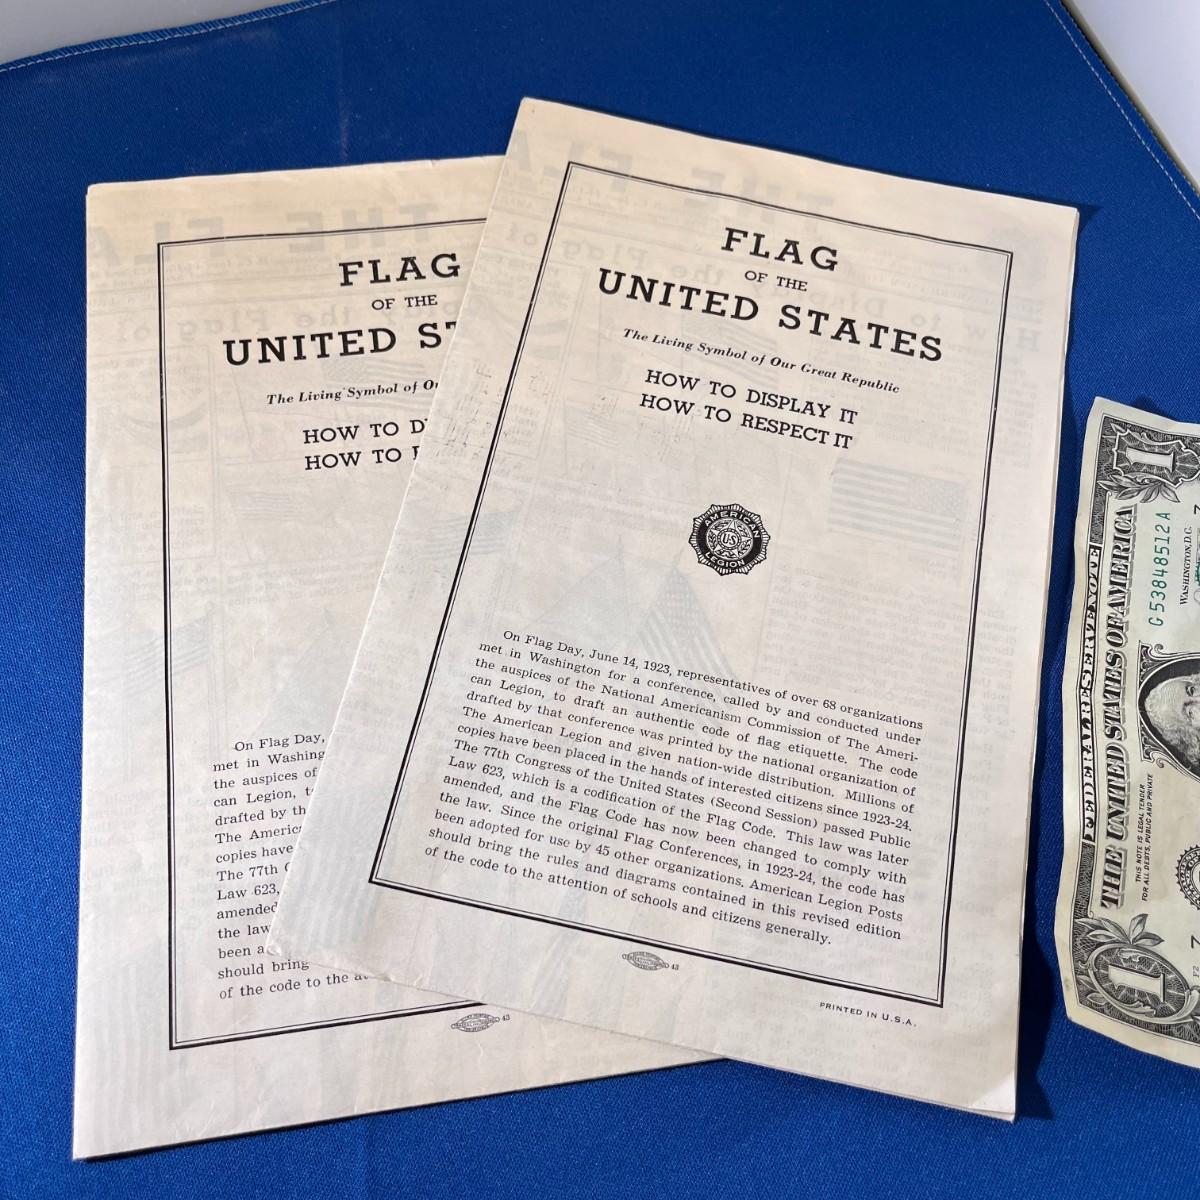 FLAG
OF THE
UNITED ST
The Living Symbol of Ou
HOW TO D
HOW TO
On Flag Day,
met in Washing
the auspices of
can Legion, t
drafted by th
The Americ
copies have
The 77th C
Law 623,
amended
the law
been a
should bring
of the code to the a
43
FLAG
OF THE
UNITED STATES
The Living Symbol of Our Great Republic
HOW TO DISPLAY IT
HOW TO RESPECT IT
AMERICAN
US
LEGION
On Flag Day, June 14, 1923, representatives of over 68 organizations
met in Washington for a conference, called by and conducted under
the auspices of the National Americanism Commission of The Ameri-
can Legion, to draft an authentic code of flag etiquette. The code
drafted by that conference was printed by the national organization of
The American Legion and given nation-wide distribution. Millions of
copies have been placed in the hands of interested citizens since 1923-24.
The 77th Congress of the United States (Second Session) passed Public
Law 623, which is a codification of the Flag Code. This law was later
amended, and the Flag Code has now been changed to comply with
the law. Since the original Flag Conferences, in 1923-24, the code has
been adopted for use by 45 other organizations. American Legion Posts
should bring the rules and diagrams contained in this revised edition
of the code to the attention of schools and citizens generally.
43
PRINTED IN U.S.A.
FEDERAL RESERVE NOTE
THE UNITED STATES OF AMERICA
THIS NOTE IS LEGAL TENDER
FOR ALL DEBTS, PUBLIC AND PRIVATE
G 53848512 A
WASHINGTON, D.C.
1
1
F2